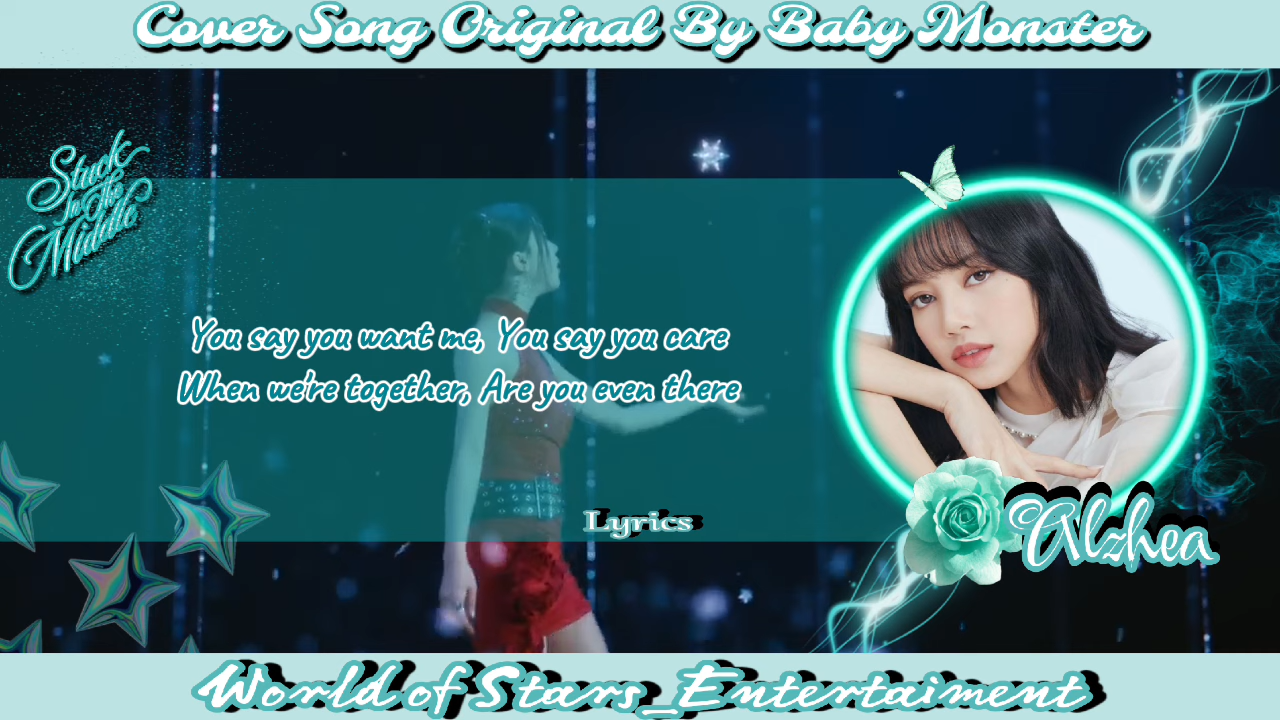 Cover Song Original By Baby Monster
Stuck
In The
Middle
You say you want me, You say you care
When we're together, Are you even there
Lyrics
Alzhea
World of Stars_Entertaiment